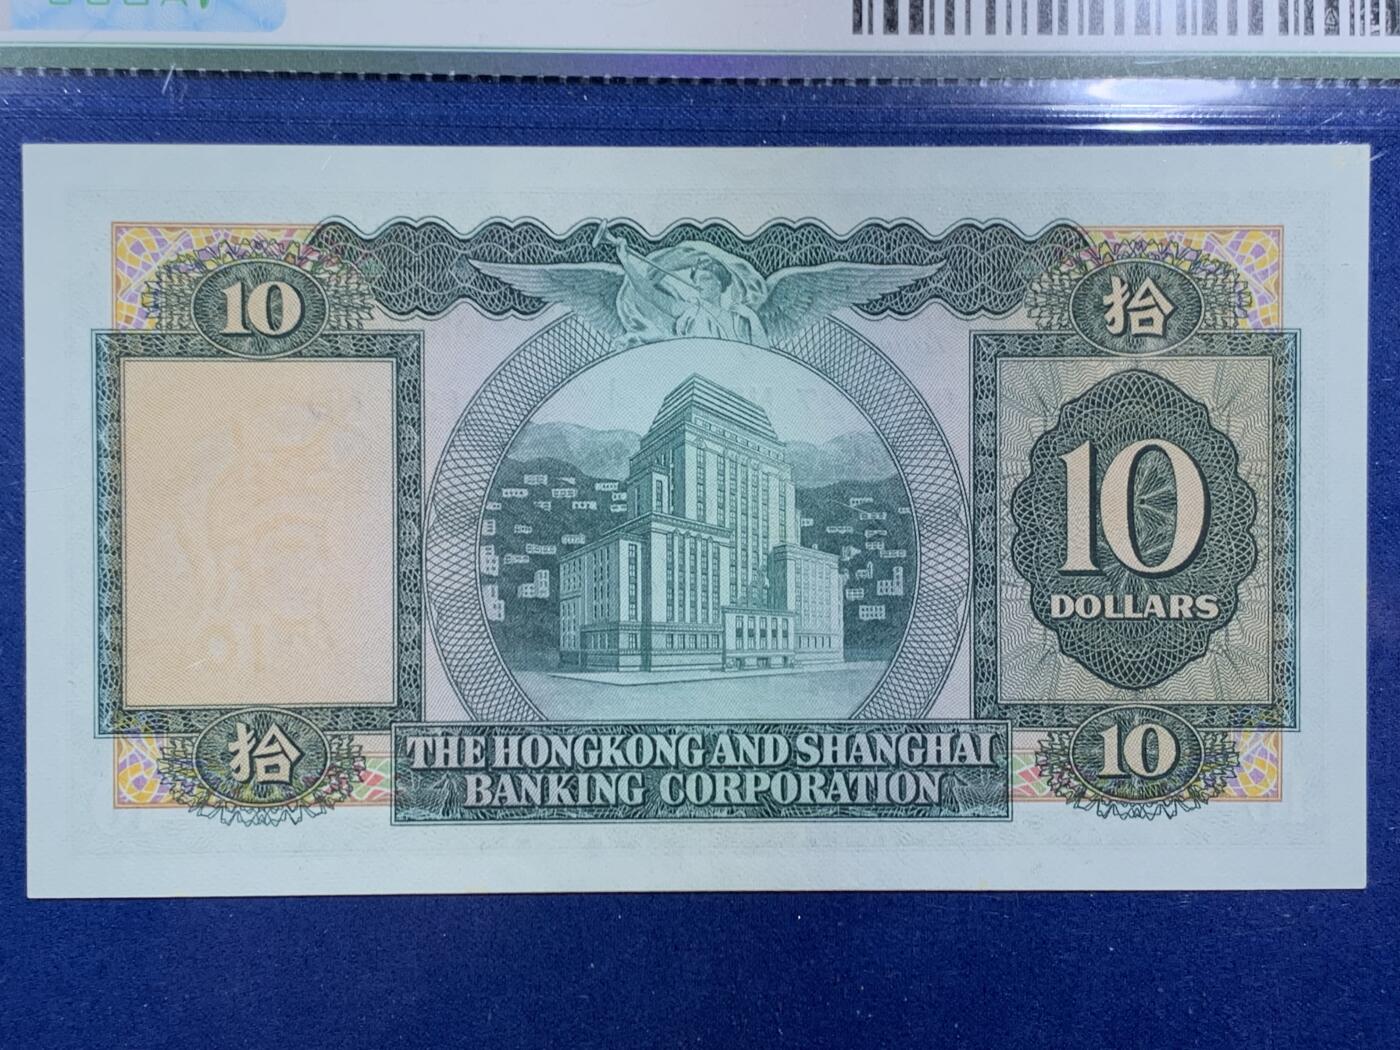 10
拾
10
DOLLARS
拾
10
THE HONGKONG AND SHANGHAI
BANKING CORPORATION